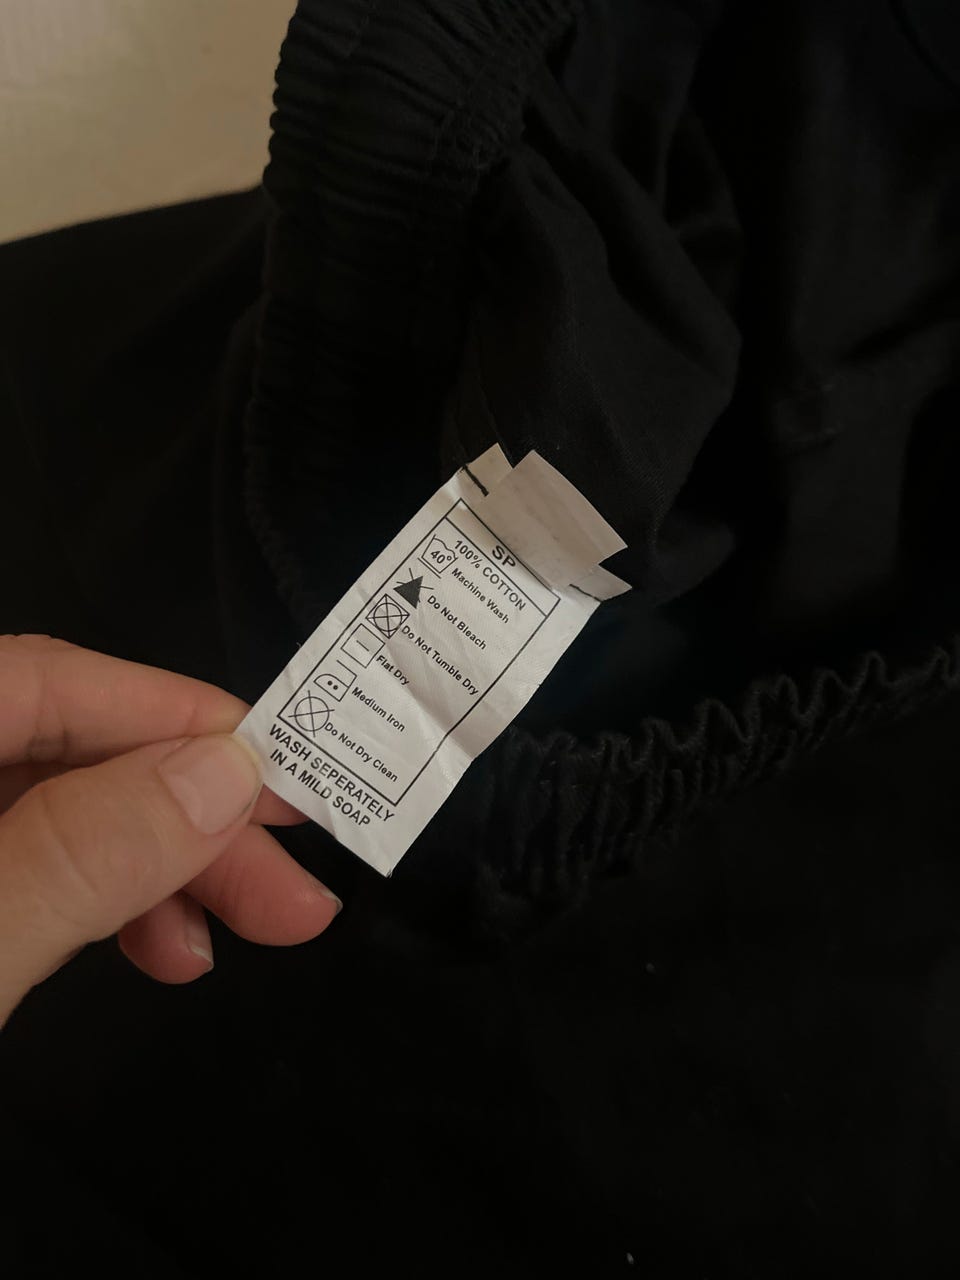 SP
100% COTTON
40° Machine Wash
Do Not Bleach
Do Not Tumble Dry
Flat Dry
Medium Iron
Do Not Dry Clean
WASH SEPERATELY
IN A MILD SOAP